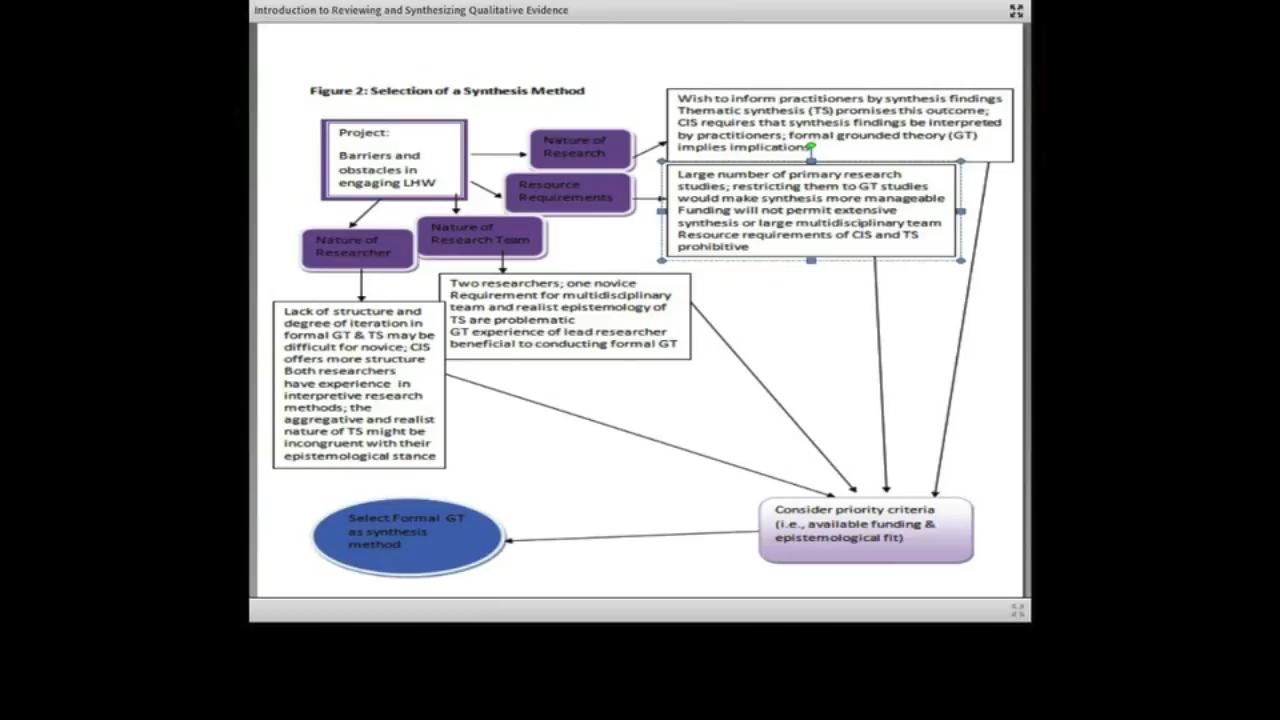 Introduction to Reviewing and Synthesizing Qualitative Evidence
Figure 2: Selection of a Synthesis Method
Project:
Barriers and
obstacles in
engaging LHW
Nature of
Research
Resource
Requirements
Nature of
Research Team
Nature of
Researcher
Wish to inform practitioners by synthesis findings
Thematic synthesis (TS) promises this outcome;
CIS requires that synthesis findings be interpreted
by practitioners; formal grounded theory (GT)
implies implications
Large number of primary research
studies; restricting them to GT studies
would make synthesis more manageable
Funding will not permit extensive
synthesis or large multidisciplinary team
Resource requirements of CIS and TS
prohibitive
Two researchers; one novice
Requirement for multidisciplinary
team and realist epistemology of
TS are problematic
GT experience of lead researcher
beneficial to conducting formal GT
Lack of structure and
degree of iteration in
formal GT & TS may be
difficult for novice; CIS
offers more structure
Both researchers
have experience in
interpretive research
methods; the
aggregative and realist
nature of TS might be
incongruent with their
epistemological stance
Consider priority criteria
(i.e., available funding &
epistemological fit)
Select Formal GT
as synthesis
method